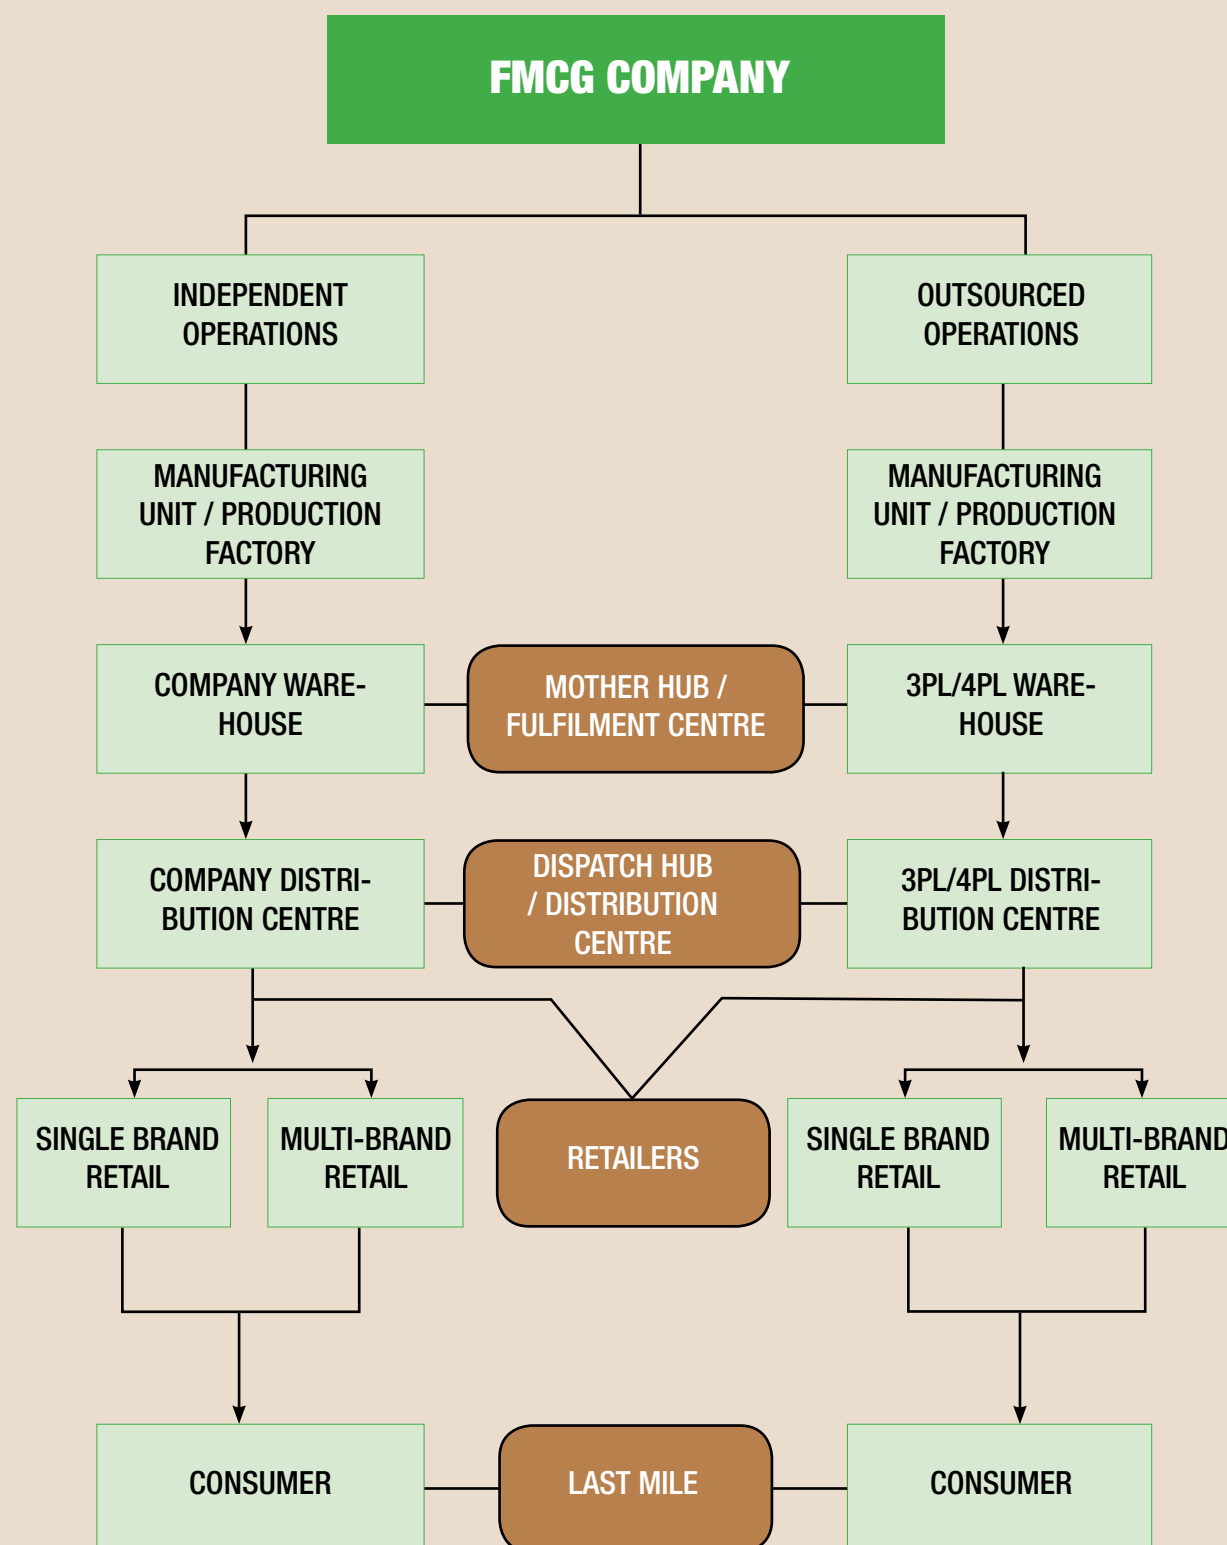 FMCG COMPANY
INDEPENDENT
OPERATIONS
OUTSOURCED
OPERATIONS
MANUFACTURING
UNIT / PRODUCTION
FACTORY
MANUFACTURING
UNIT / PRODUCTION
FACTORY
COMPANY WARE-
HOUSE
MOTHER HUB /
FULFILMENT CENTRE
3PL/4PL WARE-
HOUSE
COMPANY DISTRI-
BUTION CENTRE
DISPATCH HUB
/ DISTRIBUTION
CENTRE
3PL/4PL DISTRI-
BUTION CENTRE
SINGLE BRAND
RETAIL
MULTI-BRAND
RETAIL
RETAILERS
SINGLE BRAND
RETAIL
MULTI-BRAND
RETAIL
CONSUMER
LAST MILE
CONSUMER